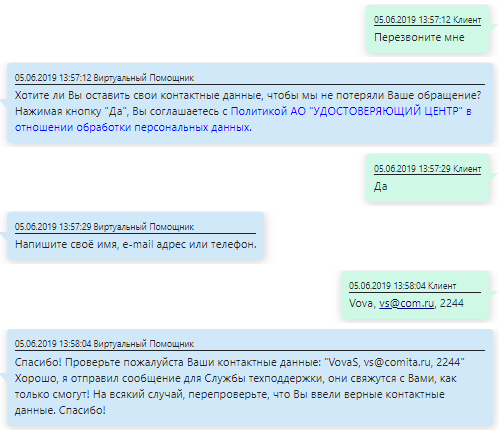 05.06.2019 13:57:12 Клиент
Перезвоните мне
05.06.2019 13:57:12 Виртуальный Помощник
Хотите ли Вы оставить свои контактные данные, чтобы мы не потеряли Ваше обращение?
Нажимая кнопку "Да", Вы соглашаетесь с Политикой АО "УДОСТОВЕРЯЮЩИЙ ЦЕНТР" в
отношении обработки персональных данных.
05.06.2019 13:57:29 Клиент
Да
05.06.2019 13:57:29 Виртуальный Помощник
Напишите своё имя, e-mail адрес или телефон.
05.06.2019 13:58:04 Клиент
Vova, vs@com.ru, 2244
05.06.2019 13:58:04 Виртуальный Помощник
Спасибо! Проверьте пожалуйста Ваши контактные данные: "VovaS, vs@comita.ru, 2244"
Хорошо, я отправил сообщение для Службы техподдержки, они свяжутся с Вами, как
только смогут! На всякий случай, перепроверьте, что Вы ввели верные контактные
данные. Спасибо!